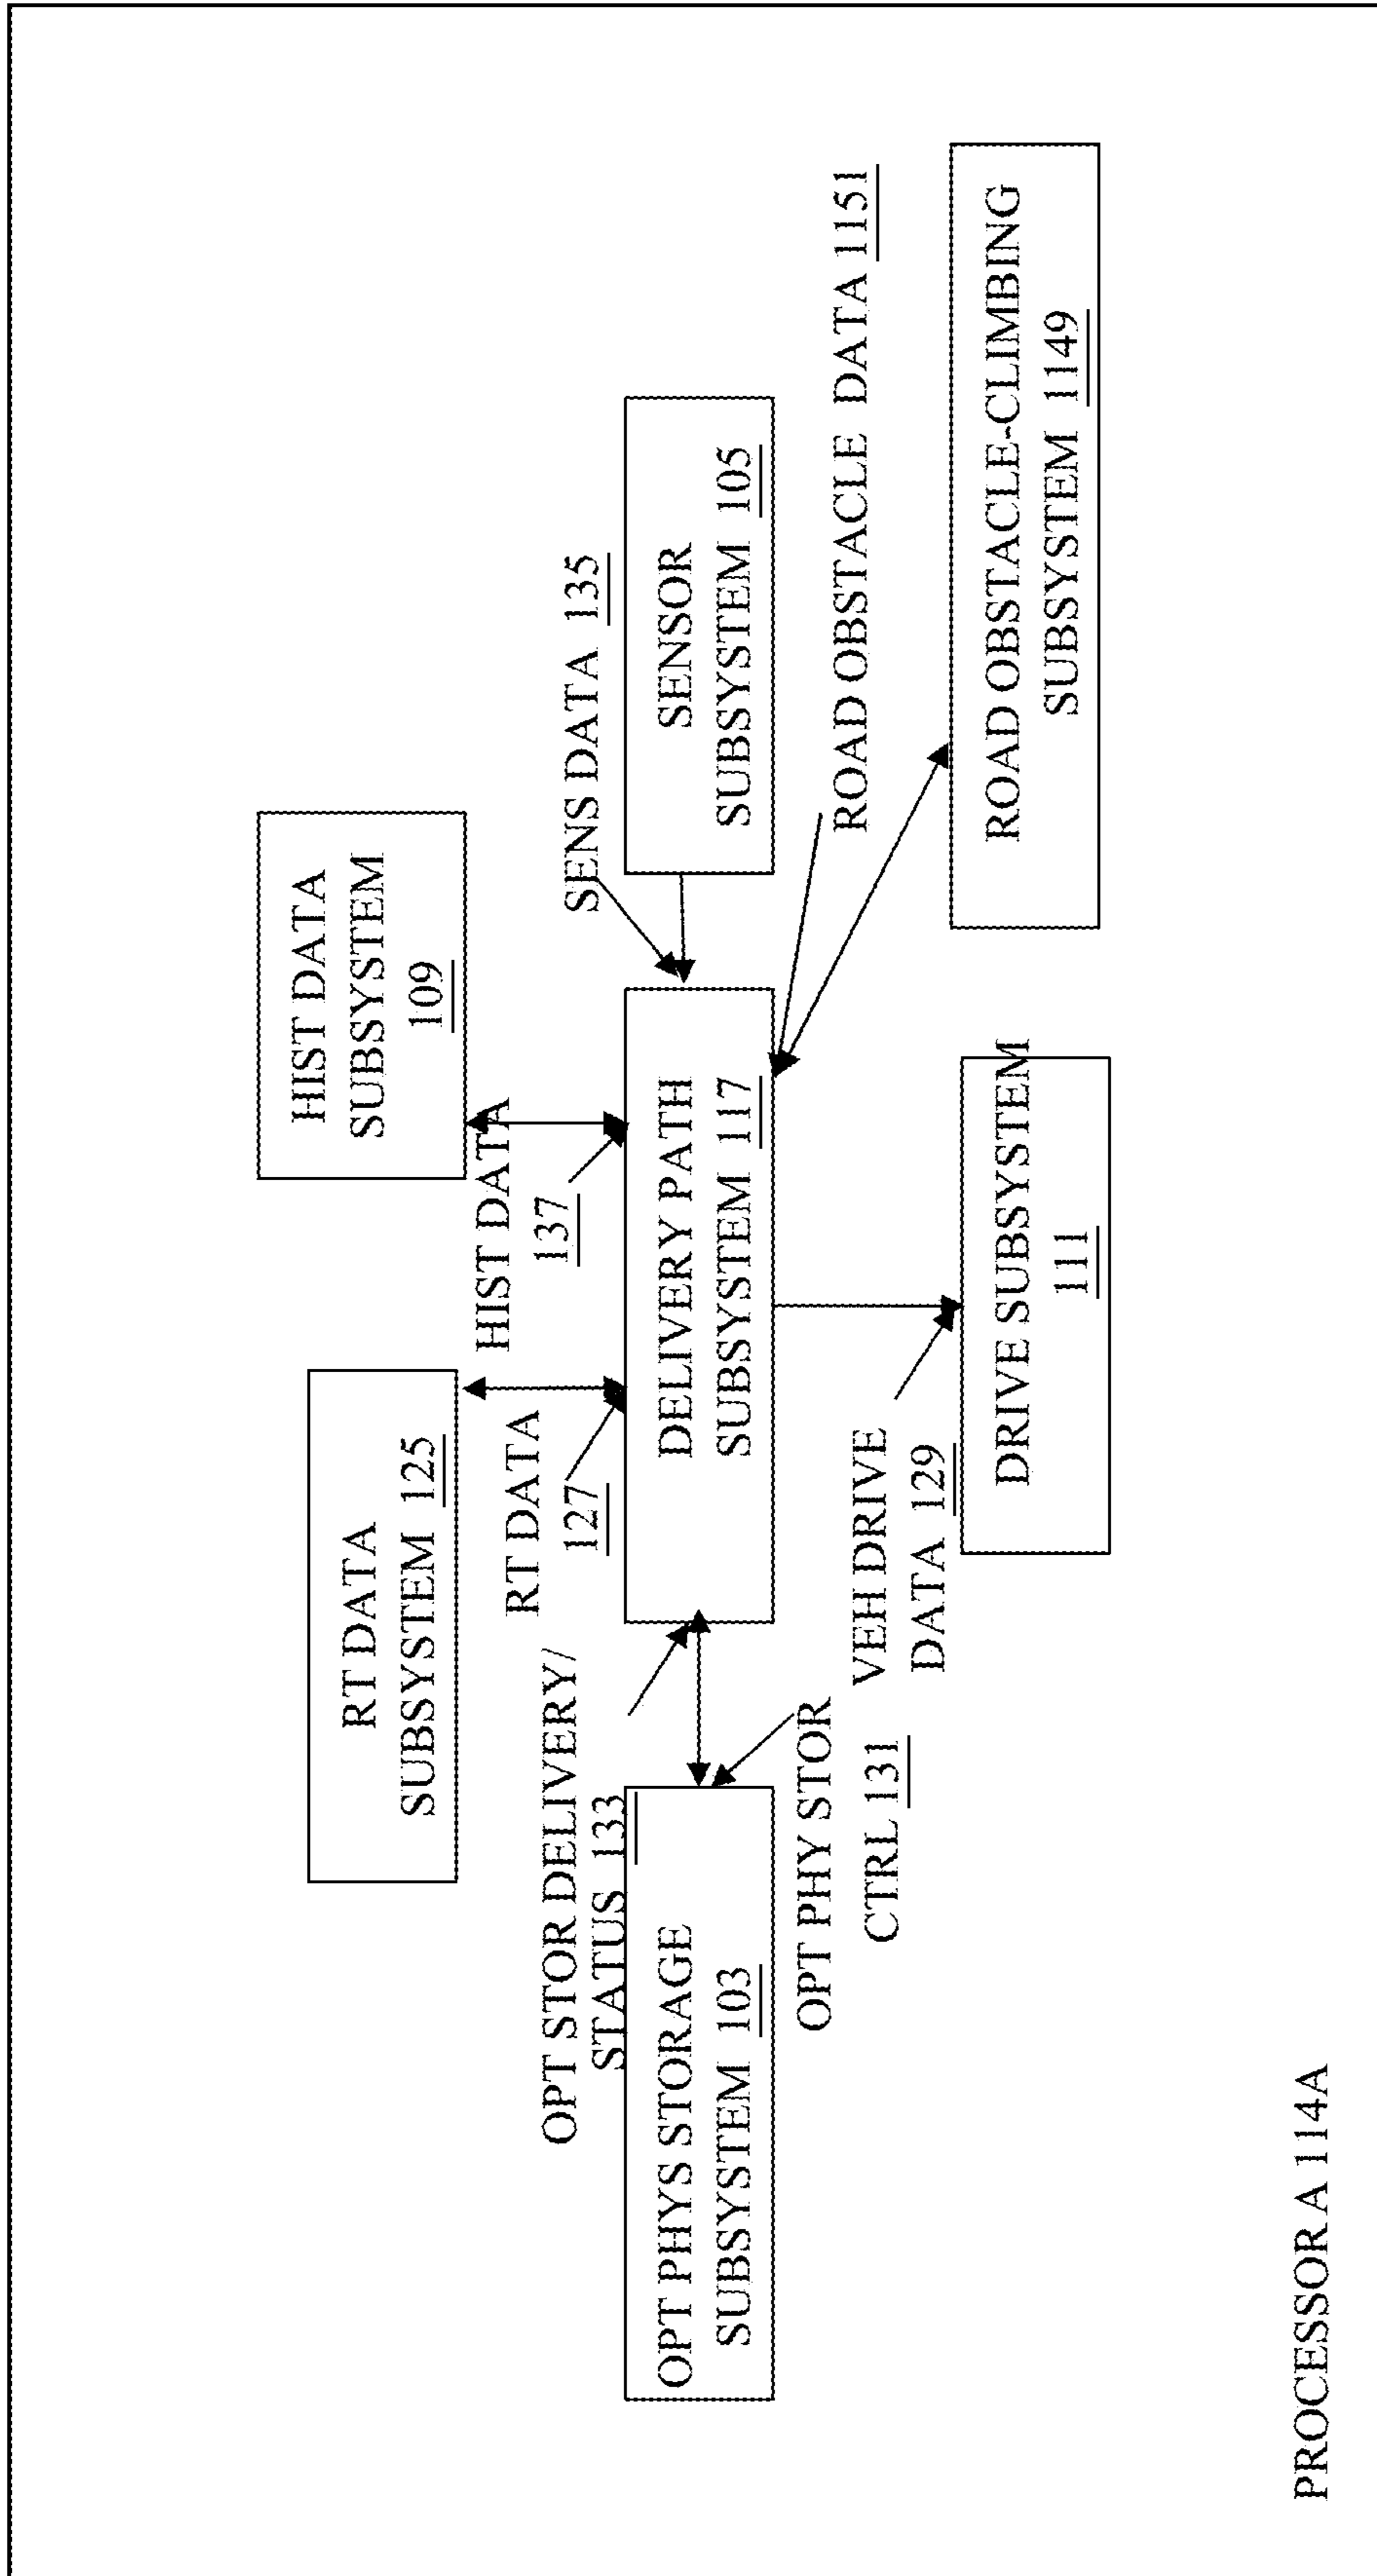 RT DATA
SUBSYSTEM 125
HIST DATA
SUBSYSTEM
109
HIST DATA
137
RT DATA
127
OPT STOR DELIVERY/
STATUS 133
SENS DATA 135
OPT PHYS STORAGE
SUBSYSTEM 103
DELIVERY PATH
SUBSYSTEM 117
SENSOR
SUBSYSTEM 105
OPT PHY STOR
CTRL 131
VEH DRIVE
DATA 129
ROAD OBSTACLE DATA 1151
DRIVE SUBSYSTEM
111
ROAD OBSTACLE-CLIMBING
SUBSYSTEM 1149
PROCESSOR A 114A